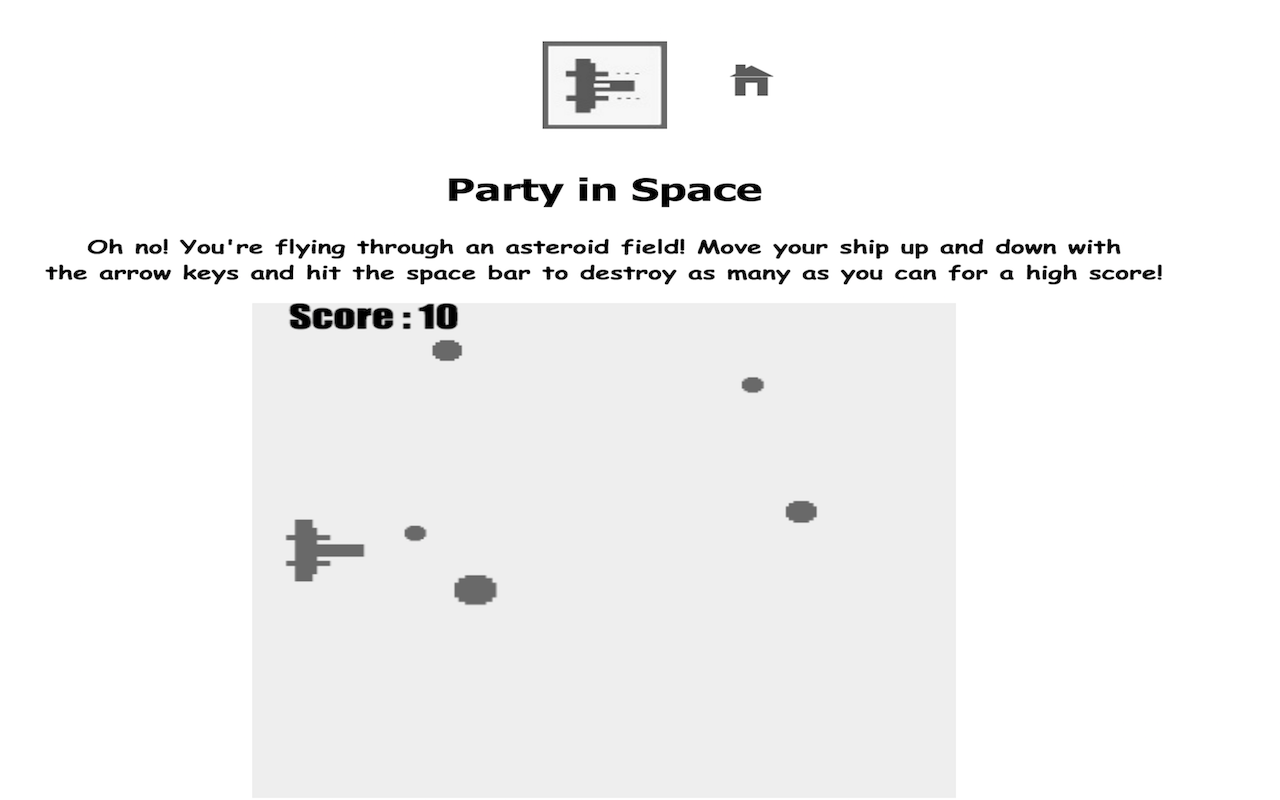 Party in Space
Oh no! You're flying through an asteroid field! Move your ship up and down with
the arrow keys and hit the space bar to destroy as many as you can for a high score!
Score : 10